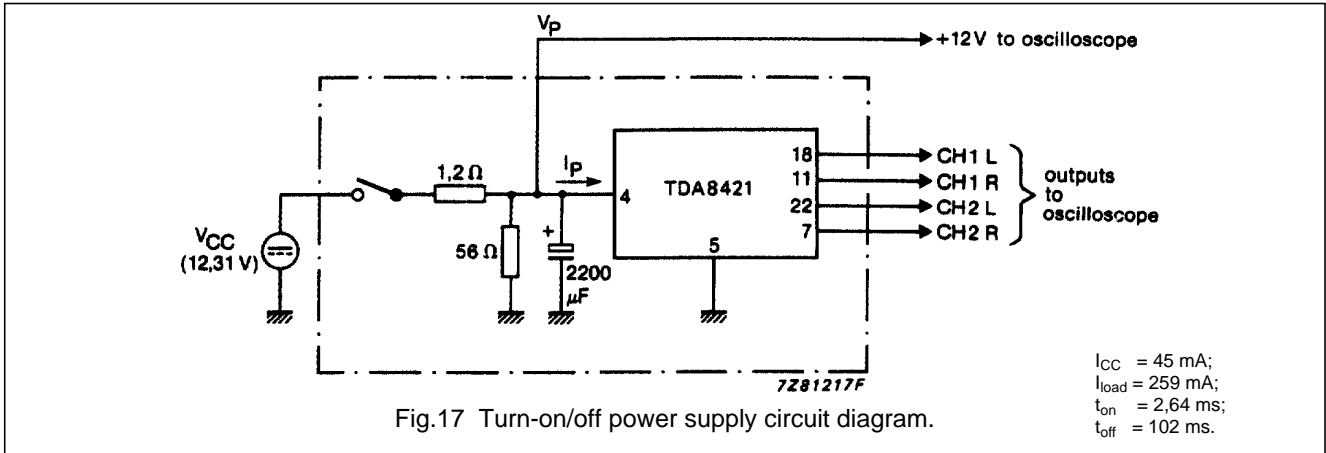 VP
+12V to oscilloscope
1,2 Ω
IP
4
TDA8421
18
CH1 L
11
CH1 R
22
CH2 L
7
CH2 R
outputs
to
oscilloscope
VCC
(12,31 V)
56 Ω
+
2200
μF
5
7Z81217F
ICC = 45 mA;
Iload = 259 mA;
ton = 2,64 ms;
toff = 102 ms.
Fig.17 Turn-on/off power supply circuit diagram.